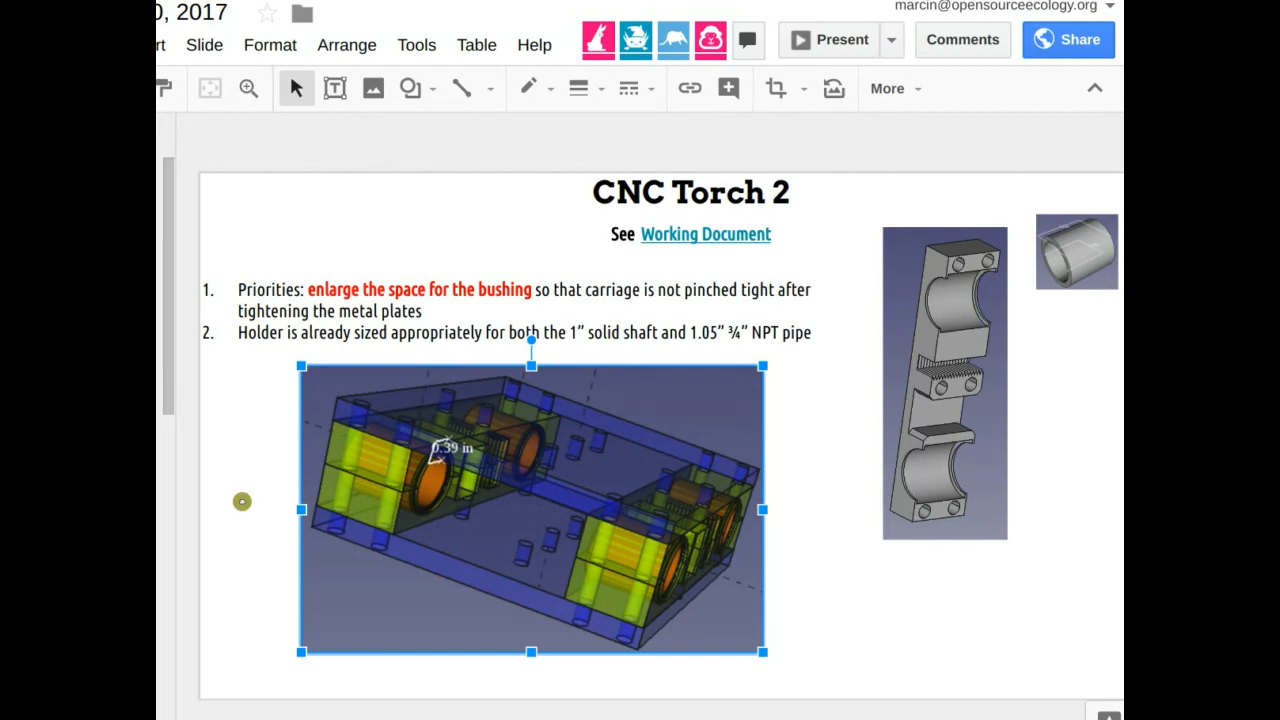 0, 2017
marcin@opensourceecology.org
rt Slide Format Arrange Tools Table Help
Present
Comments
Share
More
CNC Torch 2
See Working Document
1. Priorities: enlarge the space for the bushing so that carriage is not pinched tight after
tightening the metal plates
2. Holder is already sized appropriately for both the 1” solid shaft and 1.05” ¾” NPT pipe
0.39 in